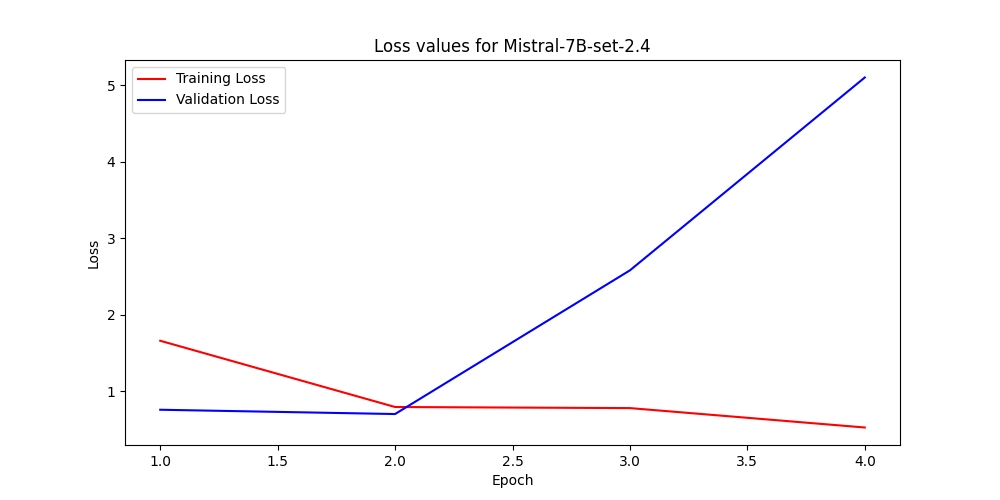 Loss values for Mistral-7B-set-2.4
Training Loss
Validation Loss
5
4
3
2
1
Loss
1.0 1.5 2.0 2.5 3.0 3.5 4.0
Epoch